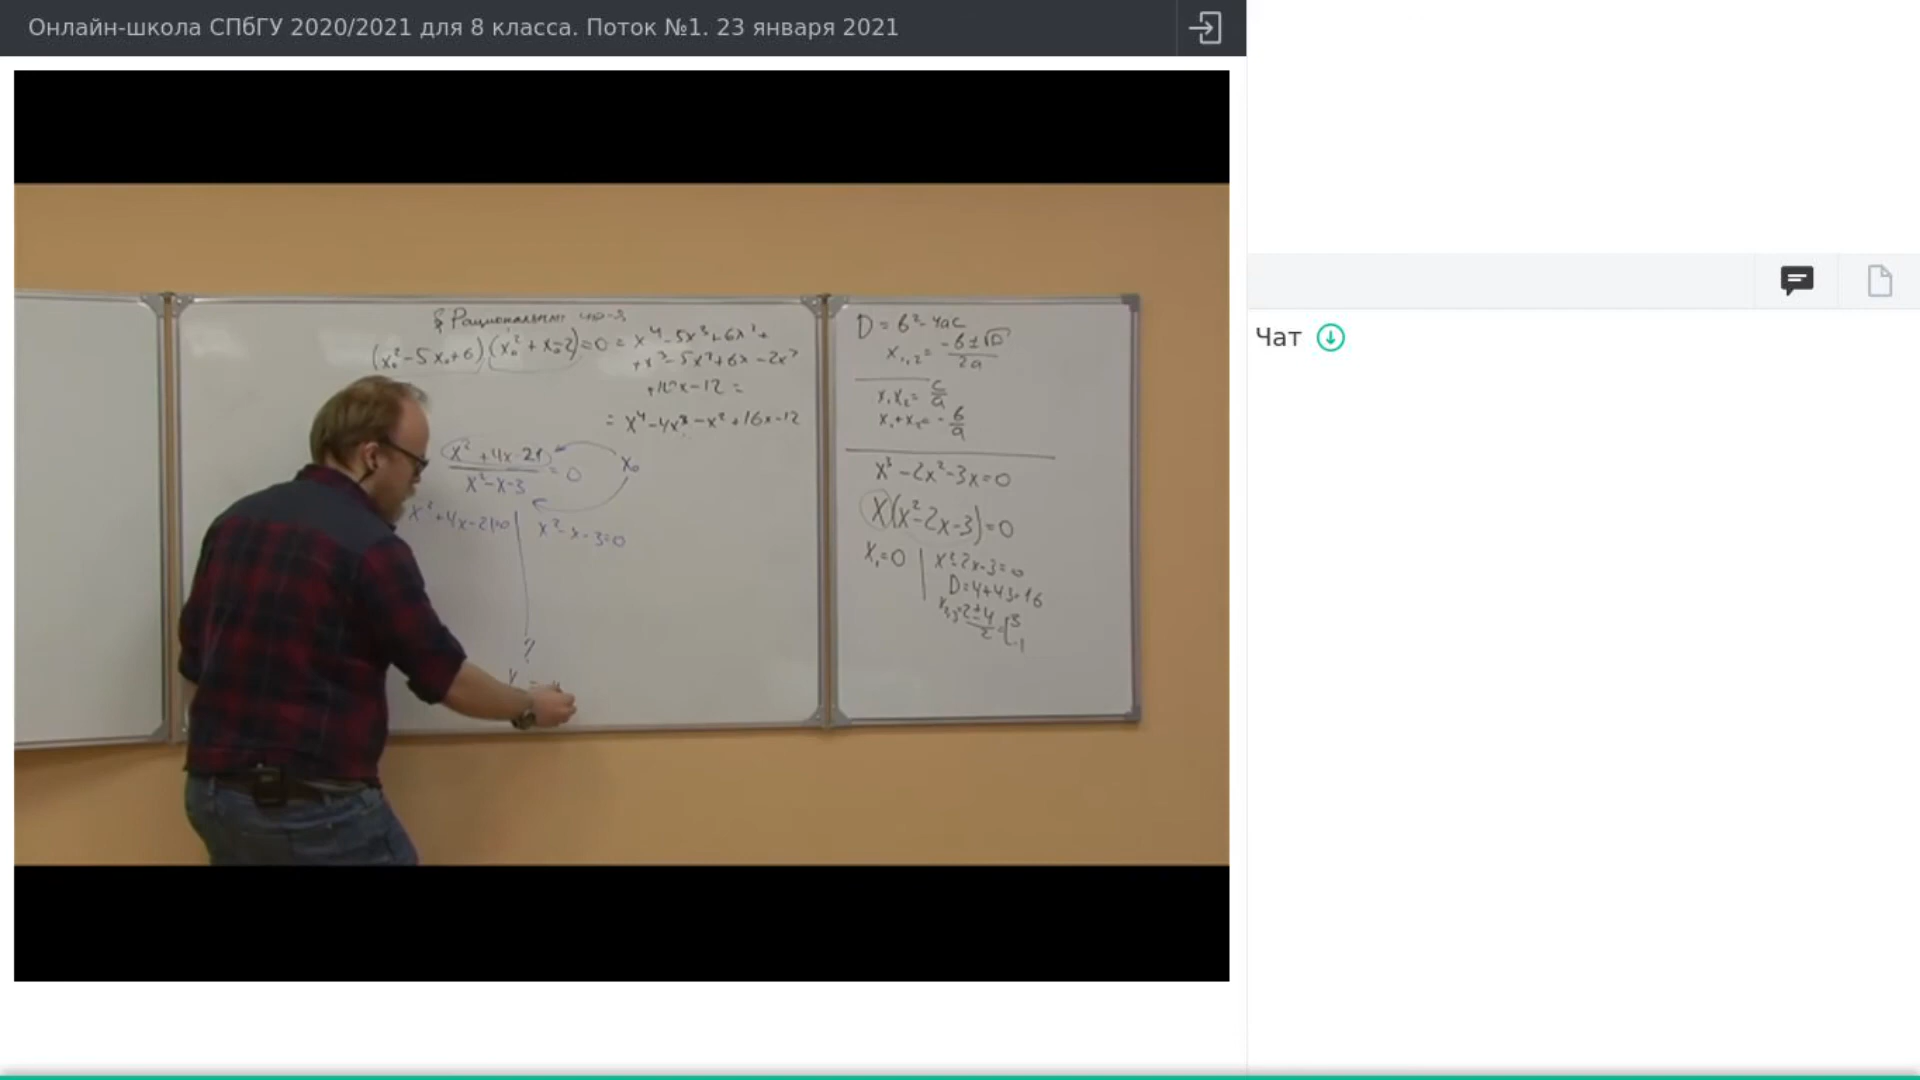 Онлайн-школа СПбГУ 2020/2021 для 8 класса. Поток №1. 23 января 2021
Чат
§ Рациональные
(x₀²-5x₀+6)(x₀²+x₀-2)=0 = x⁴-5x³+6x²+
+x³-5x²+6x-2x²
+10x-12 =
= x⁴-4x³-x²+16x-12
x²+4x-21
x²-x-3
= 0
x₀
x²+4x-21=0 | x²-x-3=0
?
D = b²-4ac
x₁,₂ = -b±√D
2a
x₁x₂ = c/a
x₁+x₂ = -b/a
x³-2x²-3x=0
x(x²-2x-3)=0
x₁=0 | x²-2x-3=0
D=4+4·3=16
x₂,₃=2±4
2
= [3
-1